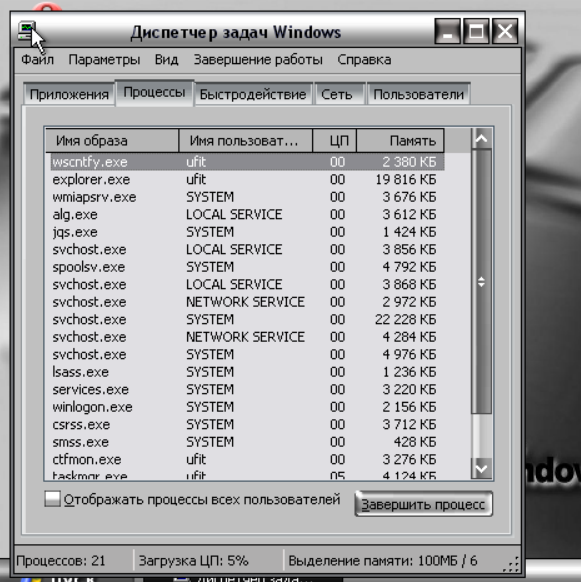 Диспетчер задач Windows
Файл Параметры Вид Завершение работы Справка
Приложения Процессы Быстродействие Сеть Пользователи
Имя образа Имя пользоват... ЦП Память
wscntfy.exe ufit 00 2 380 КБ
explorer.exe ufit 00 19 816 КБ
wmiapsrv.exe SYSTEM 00 3 676 КБ
alg.exe LOCAL SERVICE 00 3 612 КБ
jqs.exe SYSTEM 00 1 424 КБ
svchost.exe LOCAL SERVICE 00 3 856 КБ
spoolsv.exe SYSTEM 00 4 792 КБ
svchost.exe LOCAL SERVICE 00 3 868 КБ
svchost.exe NETWORK SERVICE 00 2 972 КБ
svchost.exe SYSTEM 00 22 228 КБ
svchost.exe NETWORK SERVICE 00 4 284 КБ
svchost.exe SYSTEM 00 4 976 КБ
lsass.exe SYSTEM 00 1 236 КБ
services.exe SYSTEM 00 3 220 КБ
winlogon.exe SYSTEM 00 2 156 КБ
csrss.exe SYSTEM 00 3 712 КБ
smss.exe SYSTEM 00 428 КБ
ctfmon.exe ufit 00 3 276 КБ
taskmgr.exe ufit 05 4 124 КБ
Отображать процессы всех пользователей Завершить процесс
Процессов: 21 Загрузка ЦП: 5% Выделение памяти: 100МБ / 6